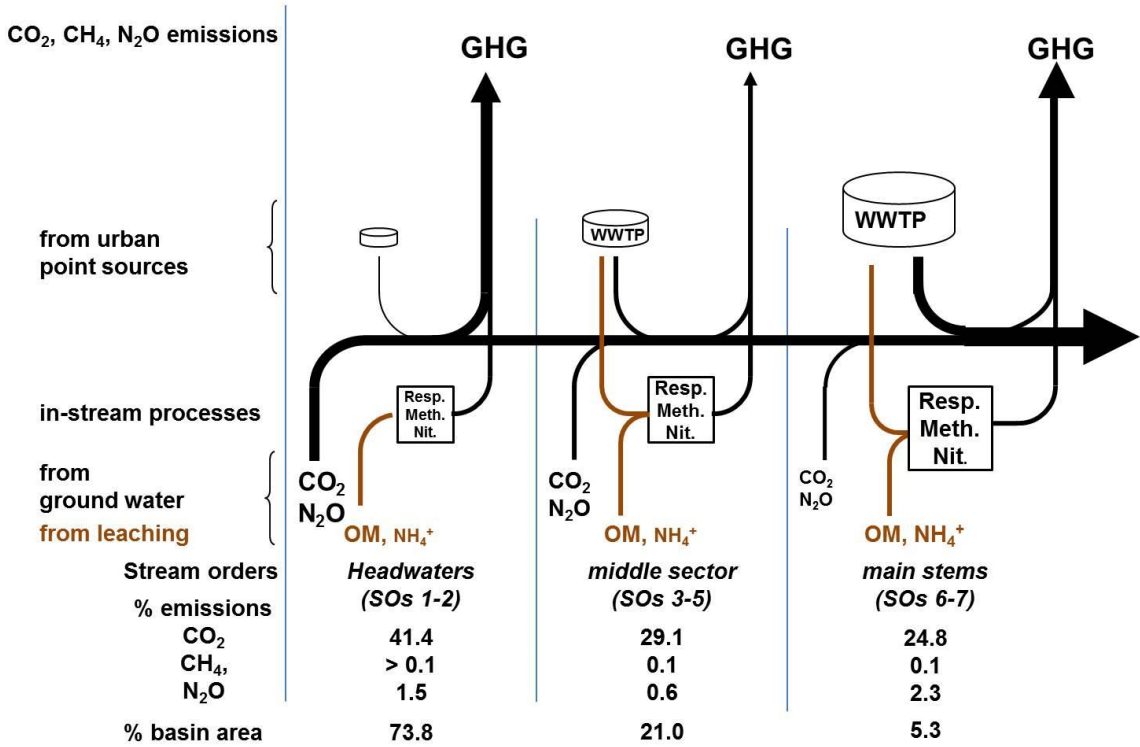 CO₂, CH₄, N₂O emissions
GHG GHG GHG
from urban
point sources
WWTP WWTP
in-stream processes
Resp.
Meth.
Nit.
Resp.
Meth.
Nit.
Resp.
Meth.
Nit.
from
ground water
from leaching
CO₂
N₂O
CO₂
N₂O
CO₂
N₂O
OM, NH₄⁺ OM, NH₄⁺ OM, NH₄⁺
Stream orders Headwaters middle sector main stems
(SOs 1-2) (SOs 3-5) (SOs 6-7)
% emissions
CO₂ 41.4 29.1 24.8
CH₄, > 0.1 0.1 0.1
N₂O 1.5 0.6 2.3
% basin area 73.8 21.0 5.3